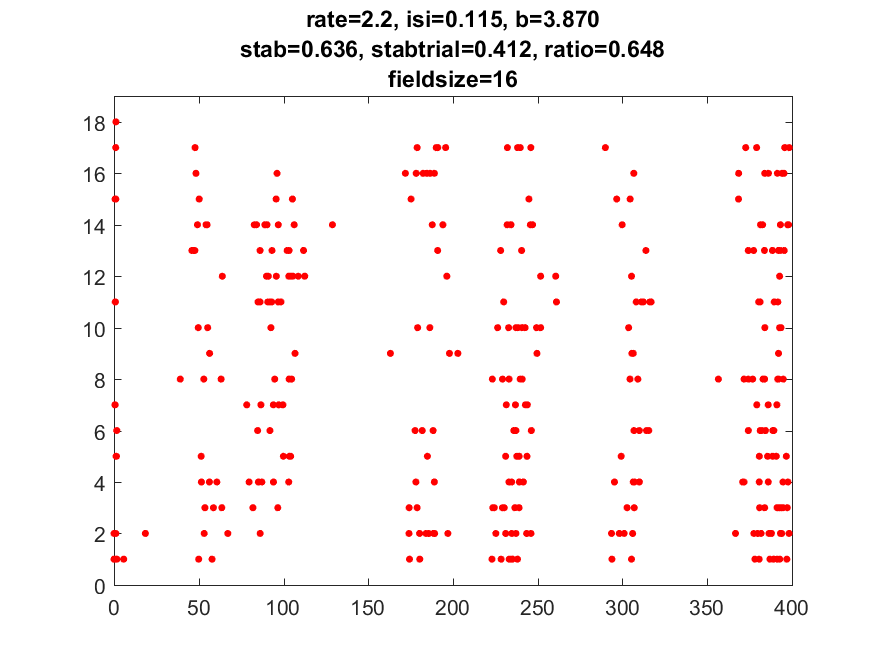 rate=2.2, isi=0.115, b=3.870
stab=0.636, stabtrial=0.412, ratio=0.648
fieldsize=16
18
16
14
12
10
8
6
4
2
0
0 50 100 150 200 250 300 350 400